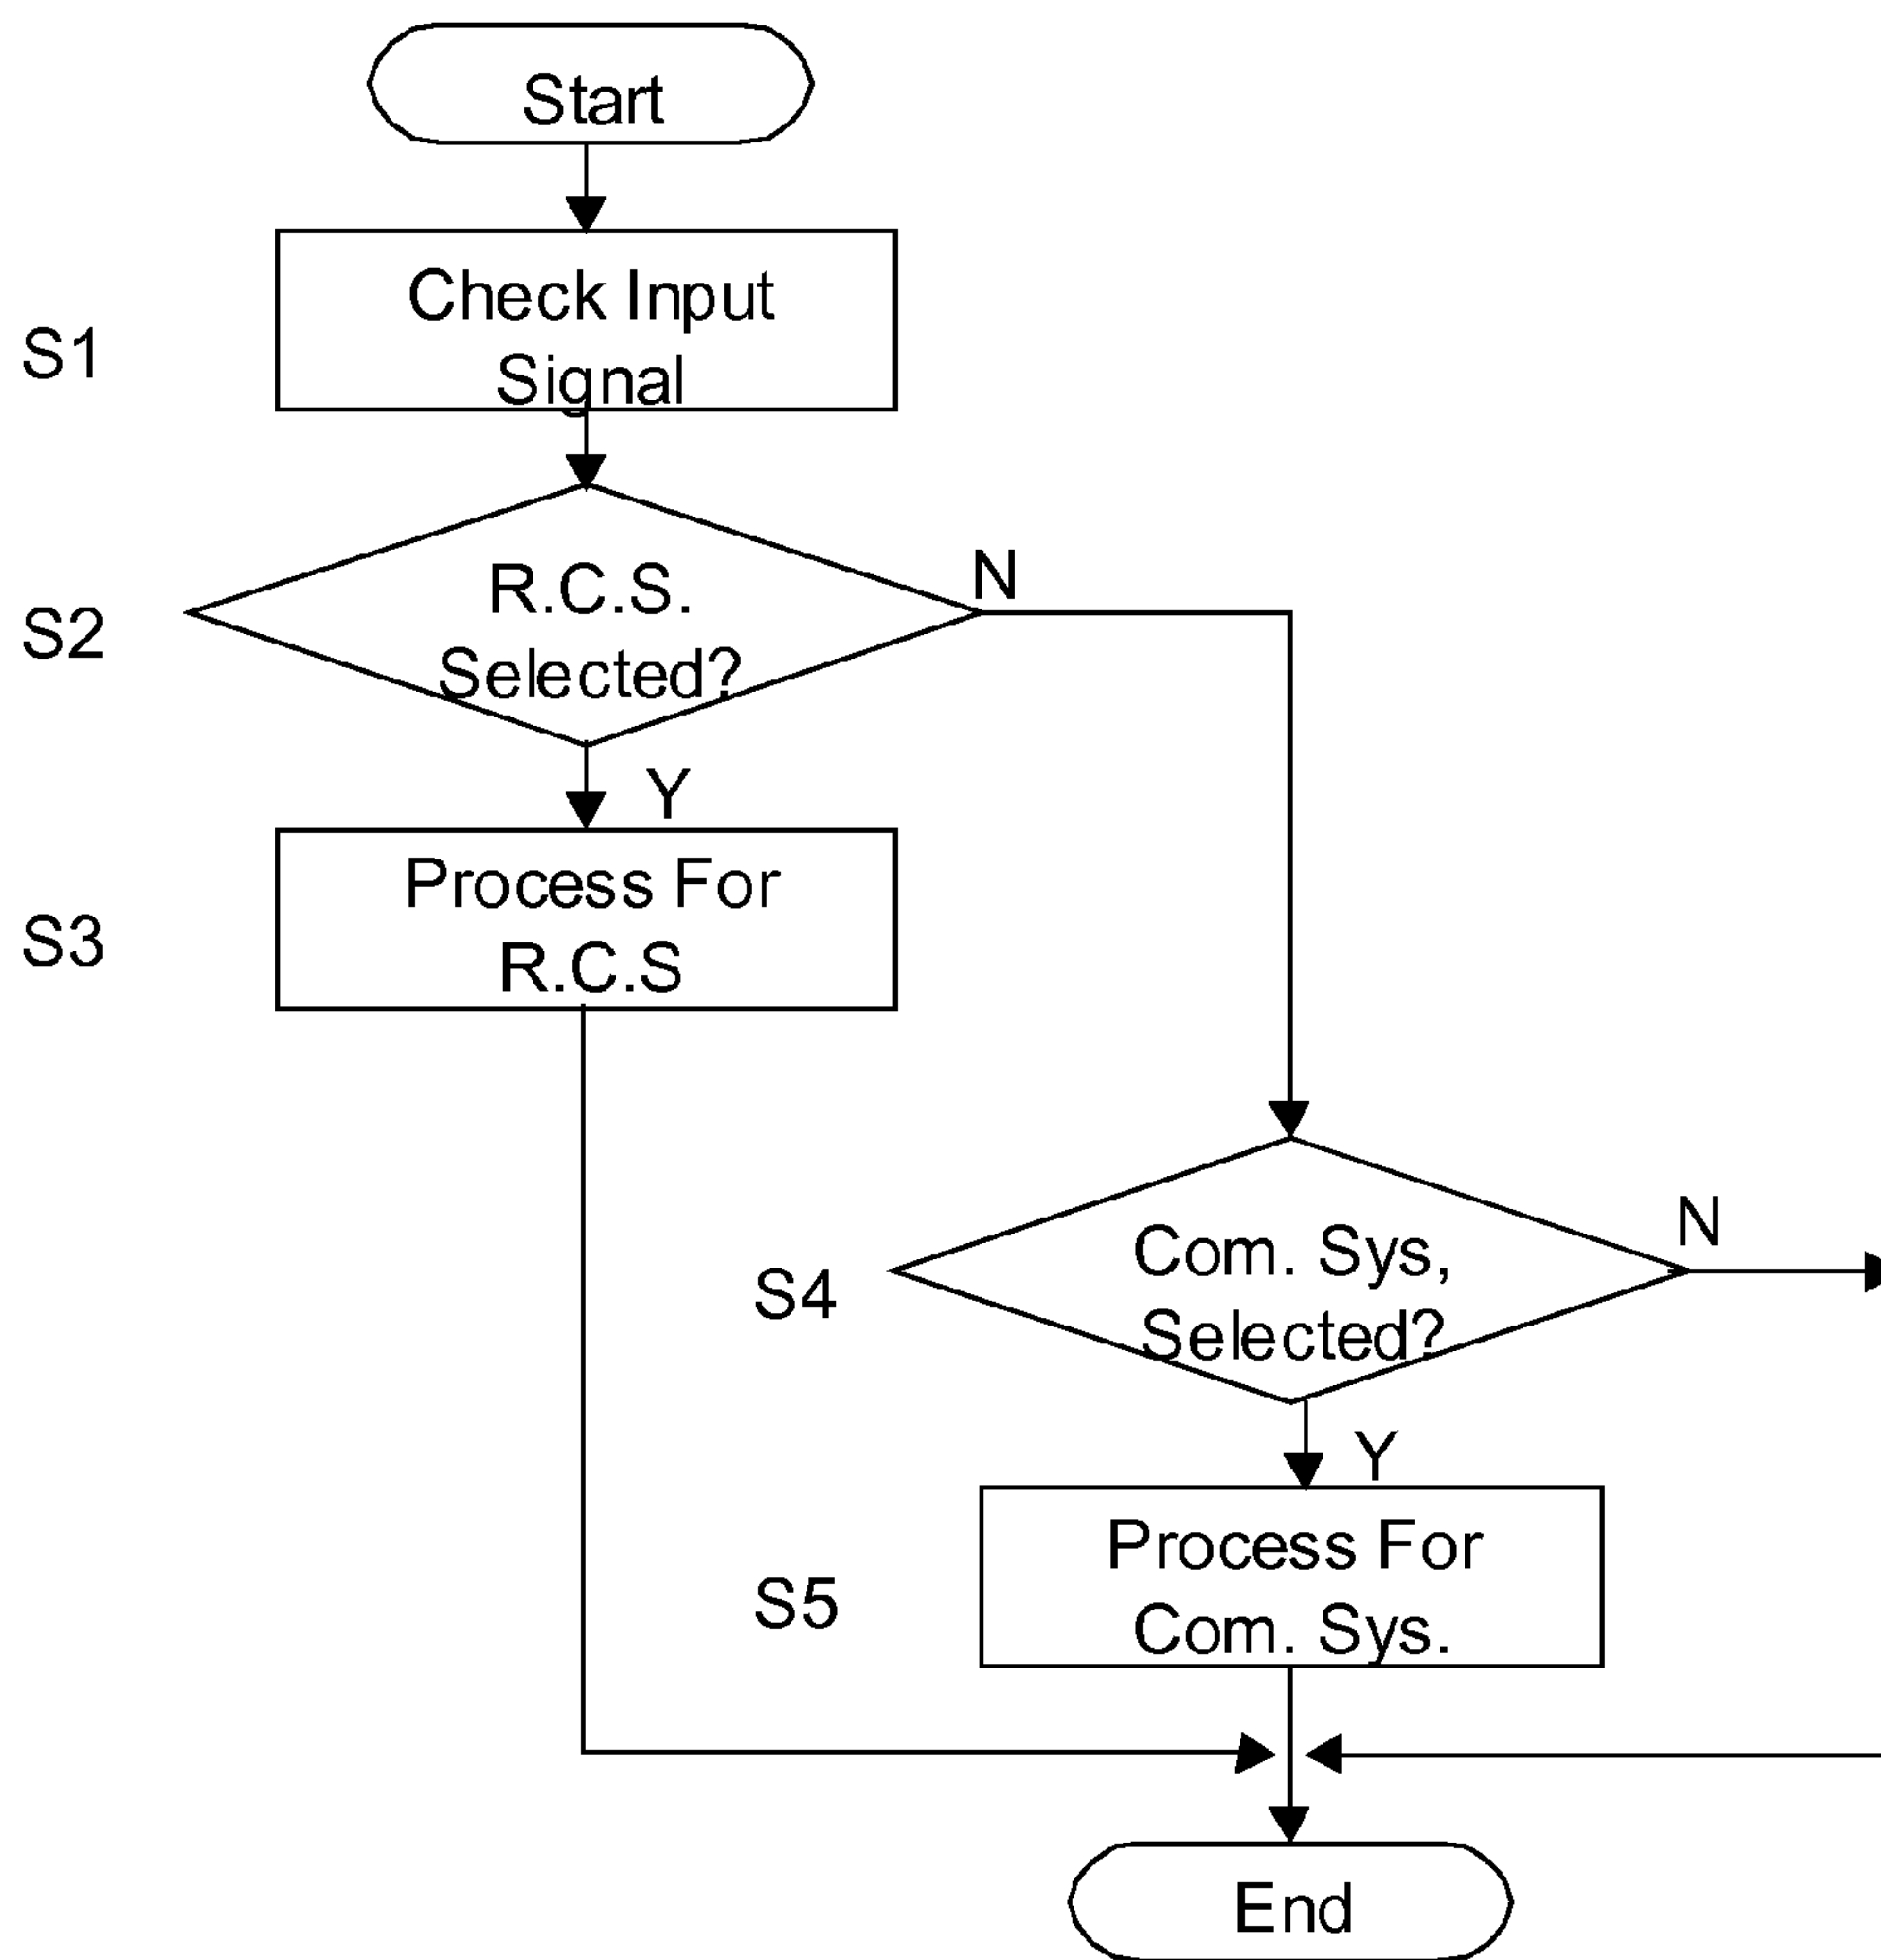 Start
S1
Check Input
Signal
S2
R.C.S.
Selected?
N
Y
S3
Process For
R.C.S
S4
Com. Sys,
Selected?
N
Y
S5
Process For
Com. Sys.
End